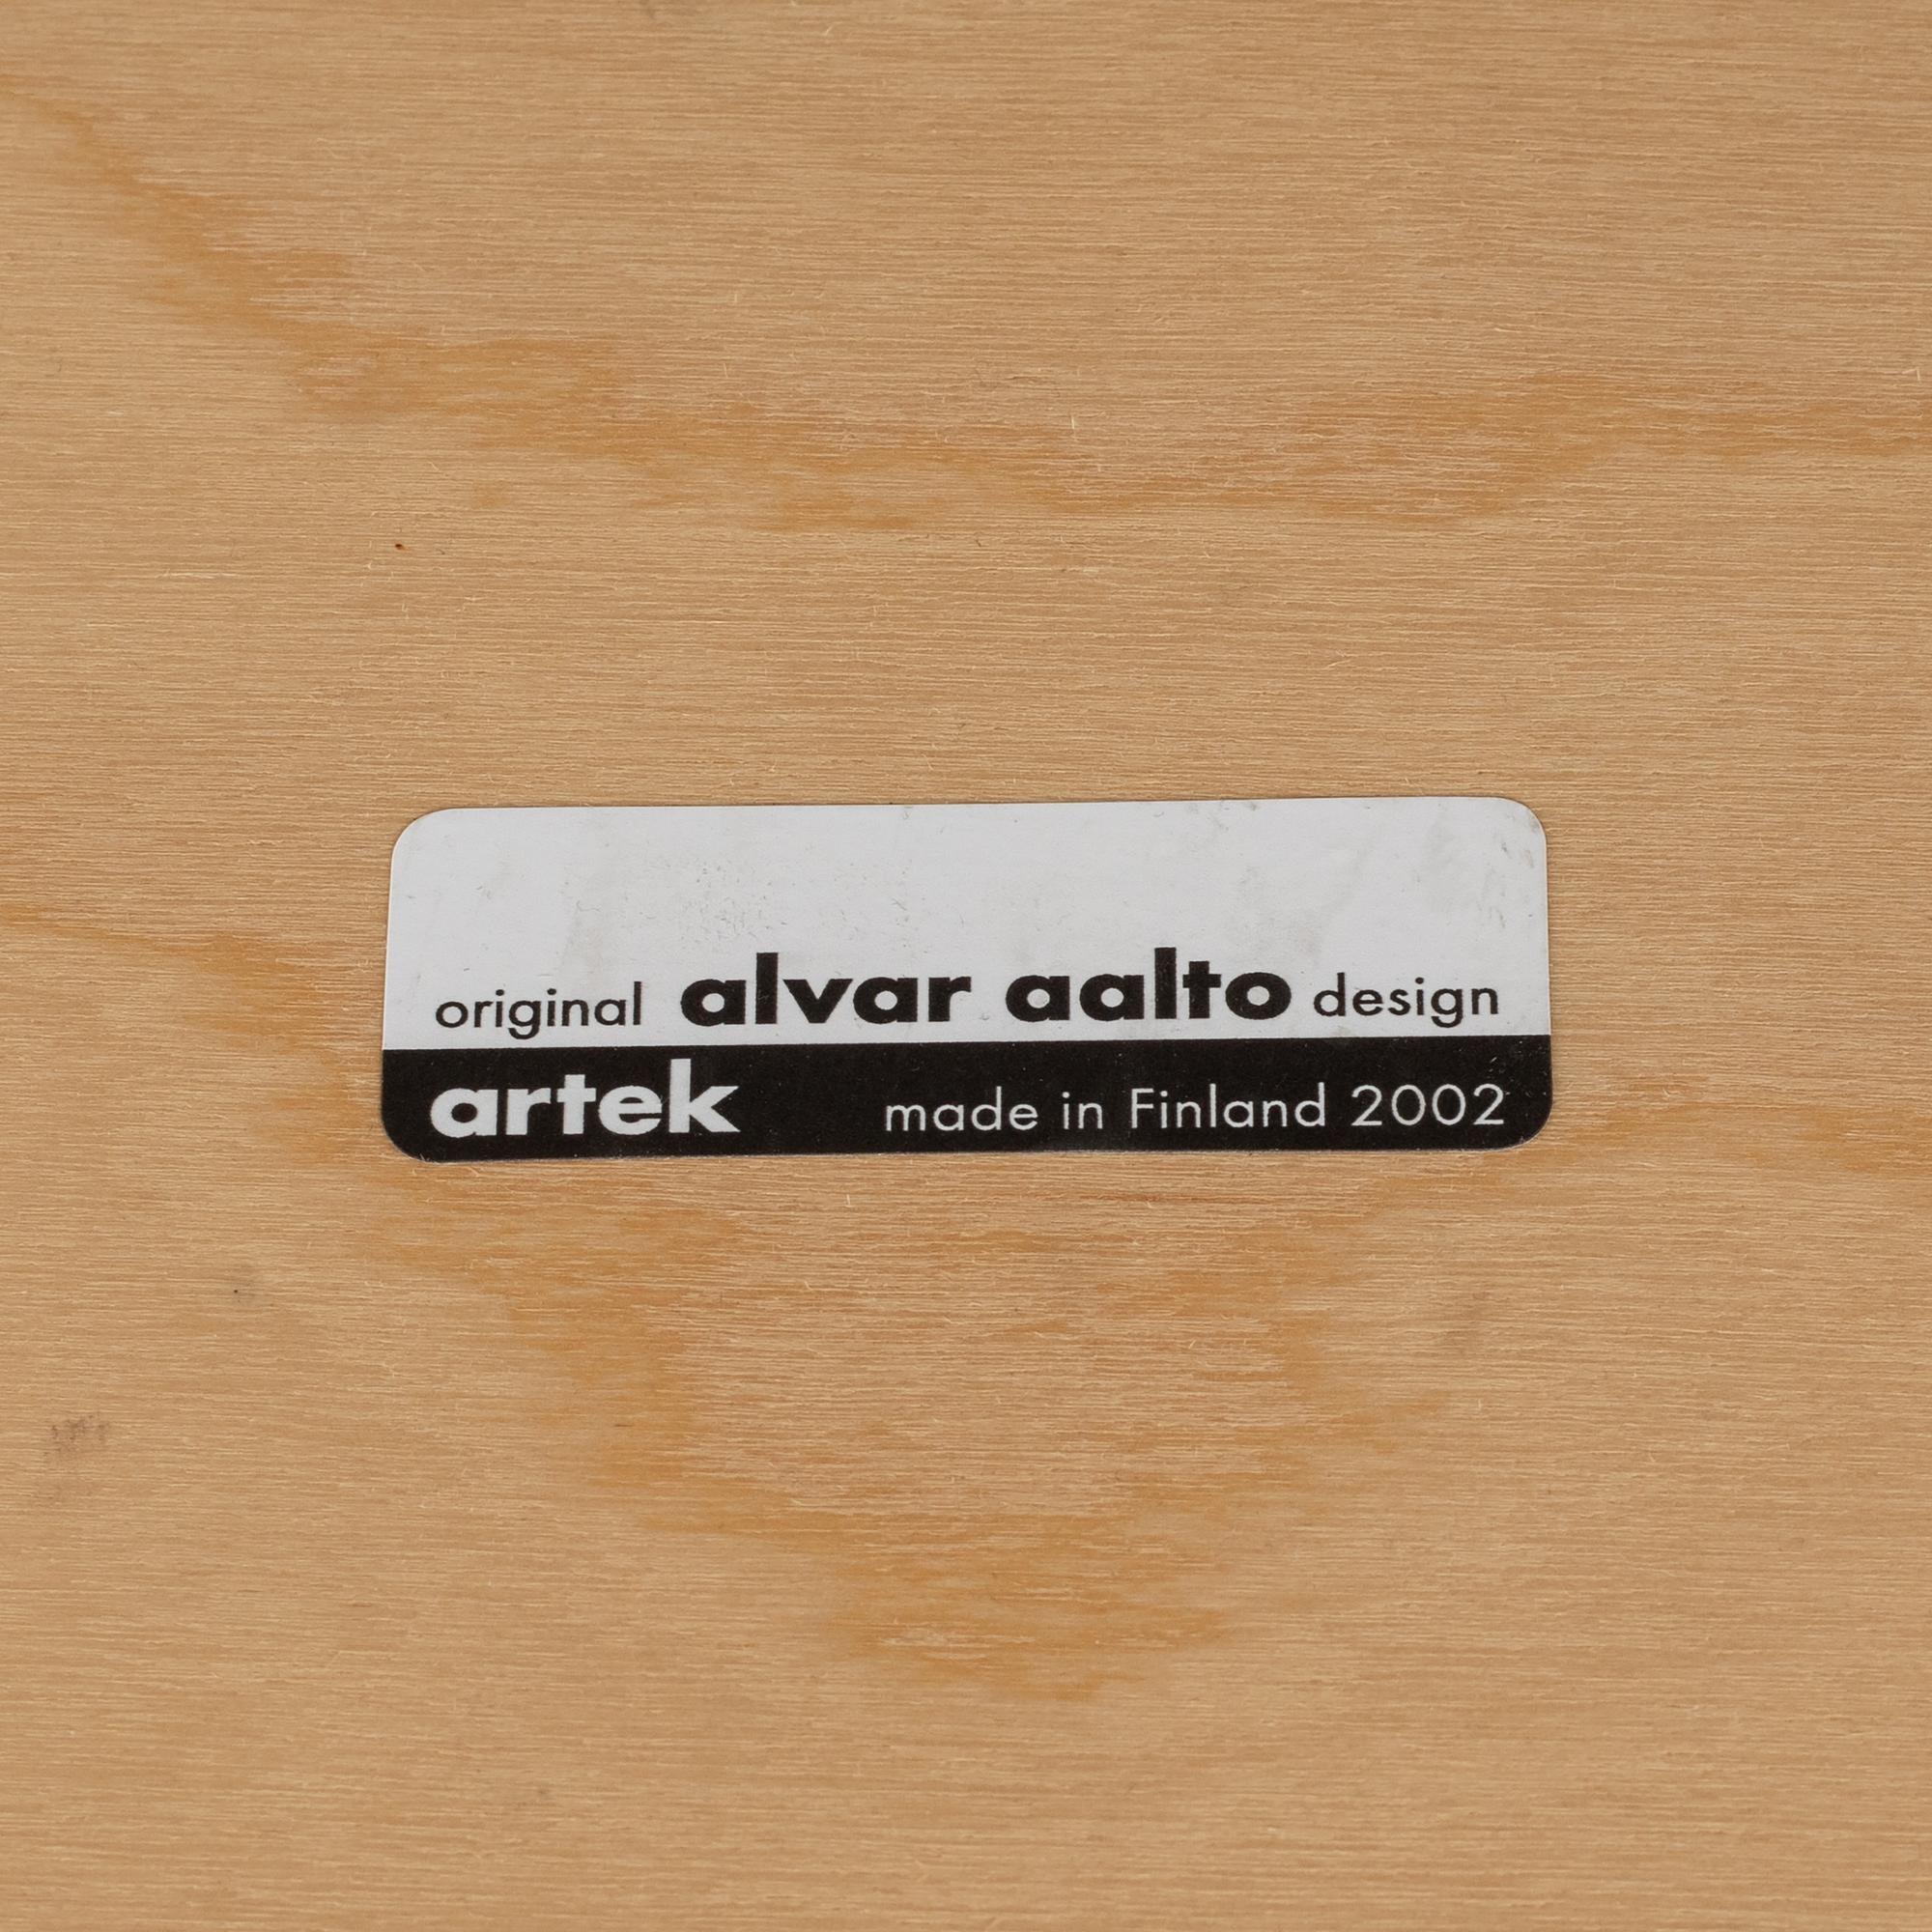 original alvar aalto design
artek made in Finland 2002